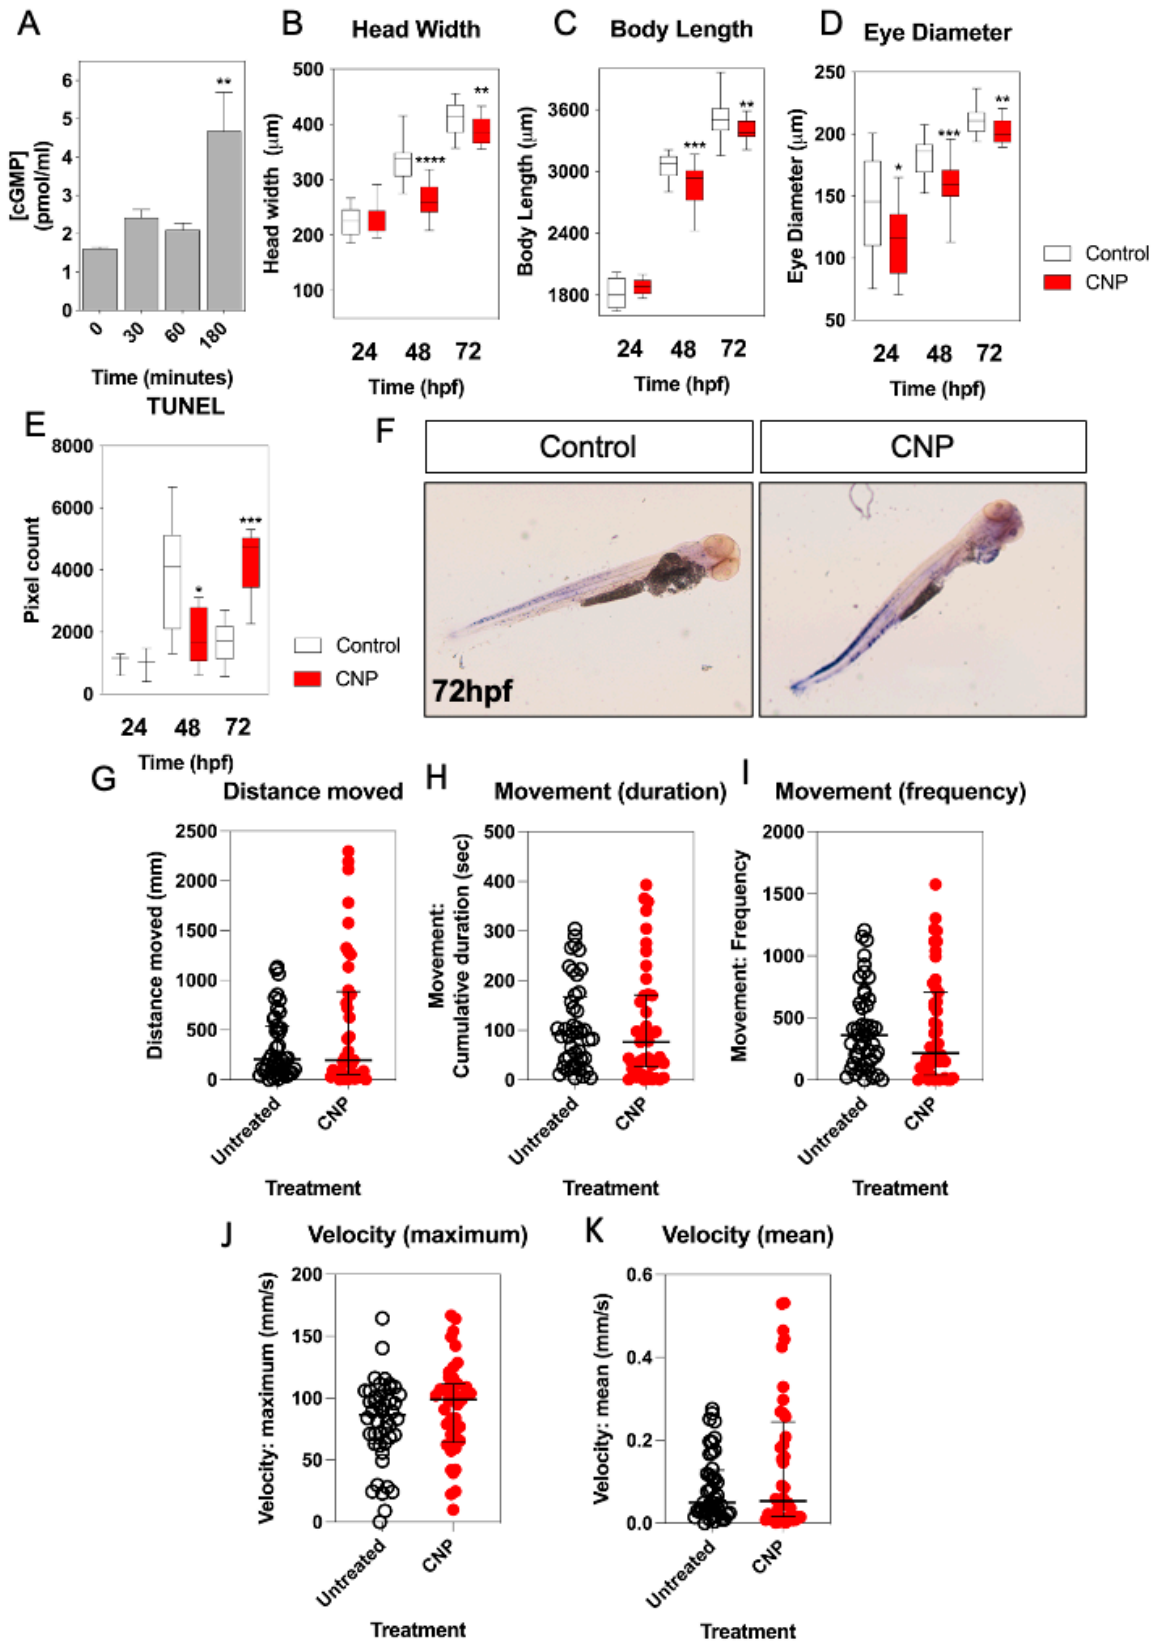 A
6
5
4
3
2
1
0
[cGMP]
(pmol/ml)
**
0
30
60
180
Time (minutes)
B
Head Width
500
400
300
200
100
Head width (μm)
****
**
24
48
72
Time (hpf)
C
Body Length
3600
3000
2400
1800
Body Length (μm)
***
**
24
48
72
Time (hpf)
D
Eye Diameter
250
200
150
100
50
Eye Diameter (μm)
*
***
**
24
48
72
Time (hpf)
Control
CNP
E
TUNEL
8000
6000
4000
2000
0
Pixel count
*
***
24
48
72
Time (hpf)
Control
CNP
F
Control
CNP
72hpf
G
Distance moved
2500
2000
1500
1000
500
0
Distance moved (mm)
Untreated
CNP
Treatment
H
Movement (duration)
500
400
300
200
100
0
Movement:
Cumulative duration (sec)
Untreated
CNP
Treatment
I
Movement (frequency)
2000
1500
1000
500
0
Movement: Frequency
Untreated
CNP
Treatment
J
Velocity (maximum)
200
150
100
50
0
Velocity: maximum (mm/s)
Untreated
CNP
Treatment
K
Velocity (mean)
0.6
0.4
0.2
0.0
Velocity: mean (mm/s)
Untreated
CNP
Treatment